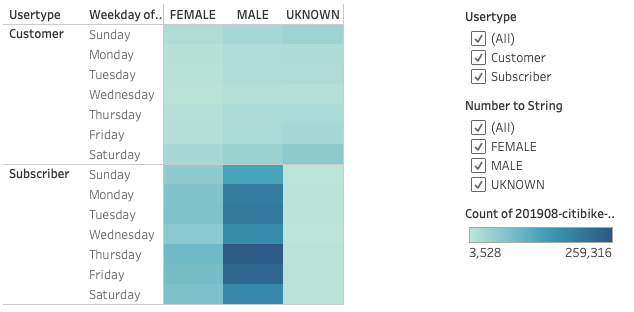 Usertype Weekday of.. FEMALE MALE UKNOWN
Customer Sunday
Monday
Tuesday
Wednesday
Thursday
Friday
Saturday
Subscriber Sunday
Monday
Tuesday
Wednesday
Thursday
Friday
Saturday
Usertype
(All)
Customer
Subscriber
Number to String
(All)
FEMALE
MALE
UKNOWN
Count of 201908-citibike-..
3,528 259,316